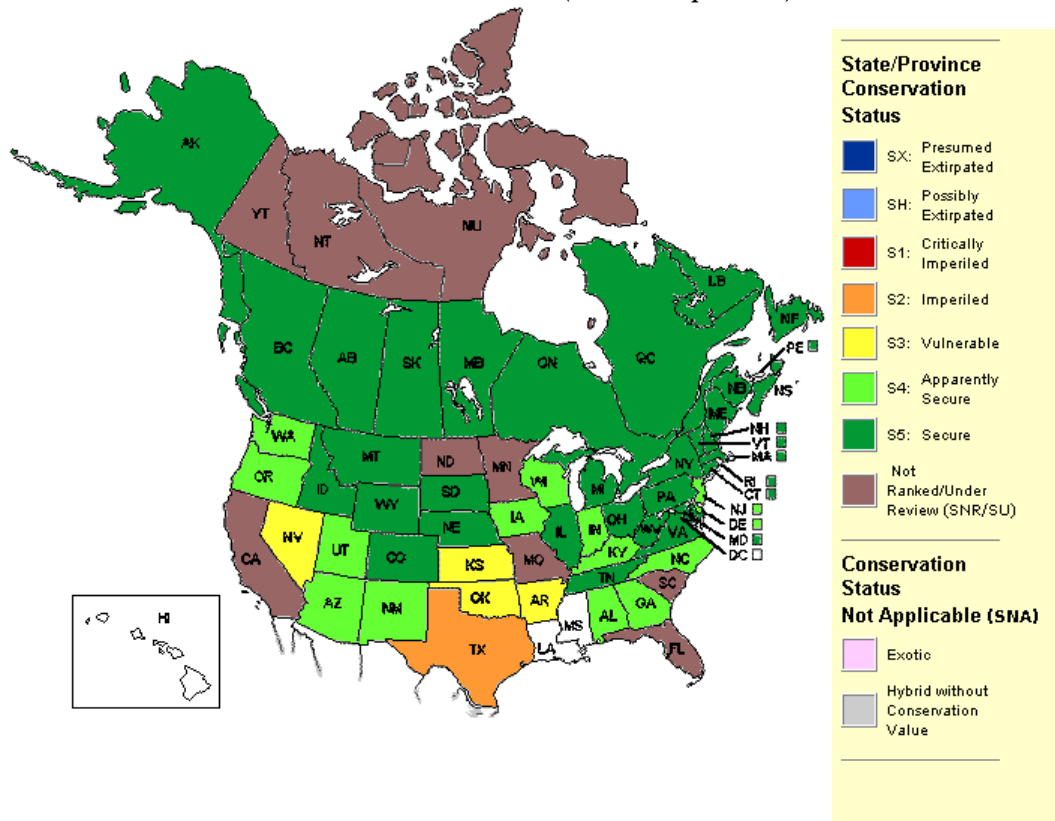 AK
YT
NT
NU
BC
AB
SK
MB
ON
QC
LB
NF
PE
NB
NS
ME
NH
VT
MA
WA
MT
ND
MN
OR
ID
SD
WI
MI
NY
RI
CT
WY
NE
IA
PA
NJ
DE
MD
DC
NV
UT
CO
IL
IN
OH
WV
VA
CA
KS
MO
KY
NC
TN
AZ
NM
OK
AR
SC
MS
AL
GA
TX
LA
FL
HI
State/Province
Conservation
Status
SX: Presumed
Extirpated
SH: Possibly
Extirpated
S1: Critically
Imperiled
S2: Imperiled
S3: Vulnerable
S4: Apparently
Secure
S5: Secure
Not
Ranked/Under
Review (SNR/SU)
Conservation
Status
Not Applicable (SNA)
Exotic
Hybrid without
Conservation
Value